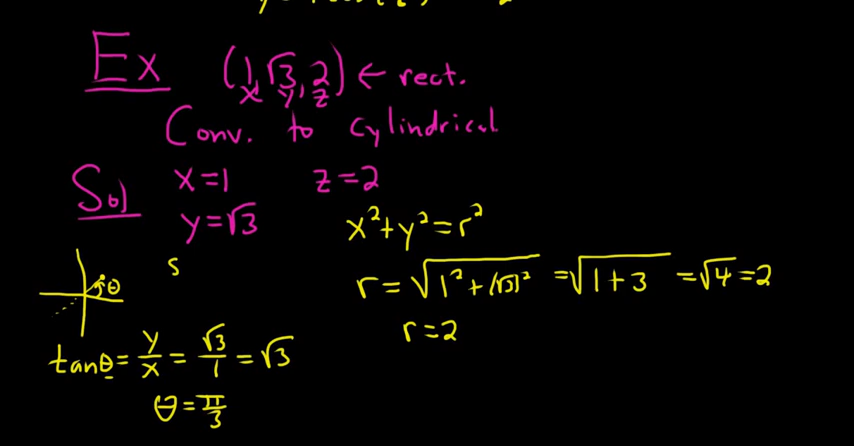 Ex (1, √3, 2) ← rect.
x y z
Conv. to cylindrical
Sol x=1 z=2
y=√3 x²+y²=r²
s
θ r=√(1²+(√3)²) =√(1+3) =√4=2
r=2
tanθ=y/x=√3/1=√3
θ=π/3